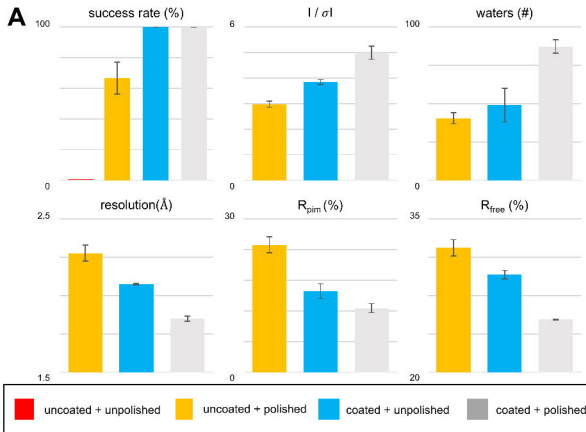 A
success rate (%)
I / σI
waters (#)
100
6
100
0
0
0
resolution(Å)
Rpim (%)
Rfree (%)
2.5
30
35
1.5
0
20
uncoated + unpolished
uncoated + polished
coated + unpolished
coated + polished